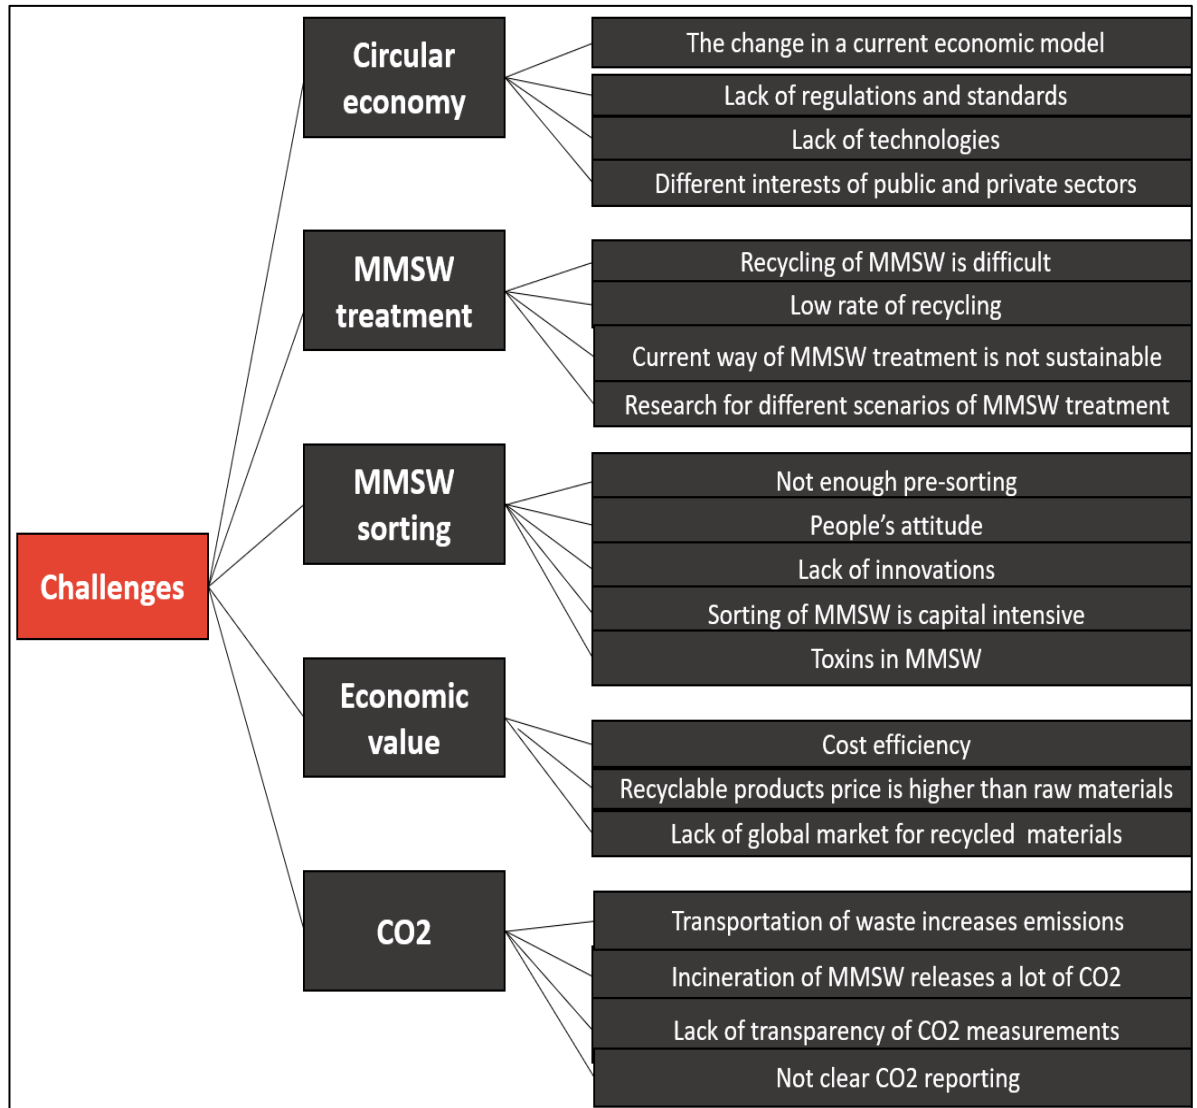 Circular
economy
The change in a current economic model
Lack of regulations and standards
Lack of technologies
Different interests of public and private sectors
MMSW
treatment
Recycling of MMSW is difficult
Low rate of recycling
Current way of MMSW treatment is not sustainable
Research for different scenarios of MMSW treatment
MMSW
sorting
Not enough pre-sorting
People’s attitude
Lack of innovations
Sorting of MMSW is capital intensive
Toxins in MMSW
Challenges
Economic
value
Cost efficiency
Recyclable products price is higher than raw materials
Lack of global market for recycled materials
CO2
Transportation of waste increases emissions
Incineration of MMSW releases a lot of CO2
Lack of transparency of CO2 measurements
Not clear CO2 reporting